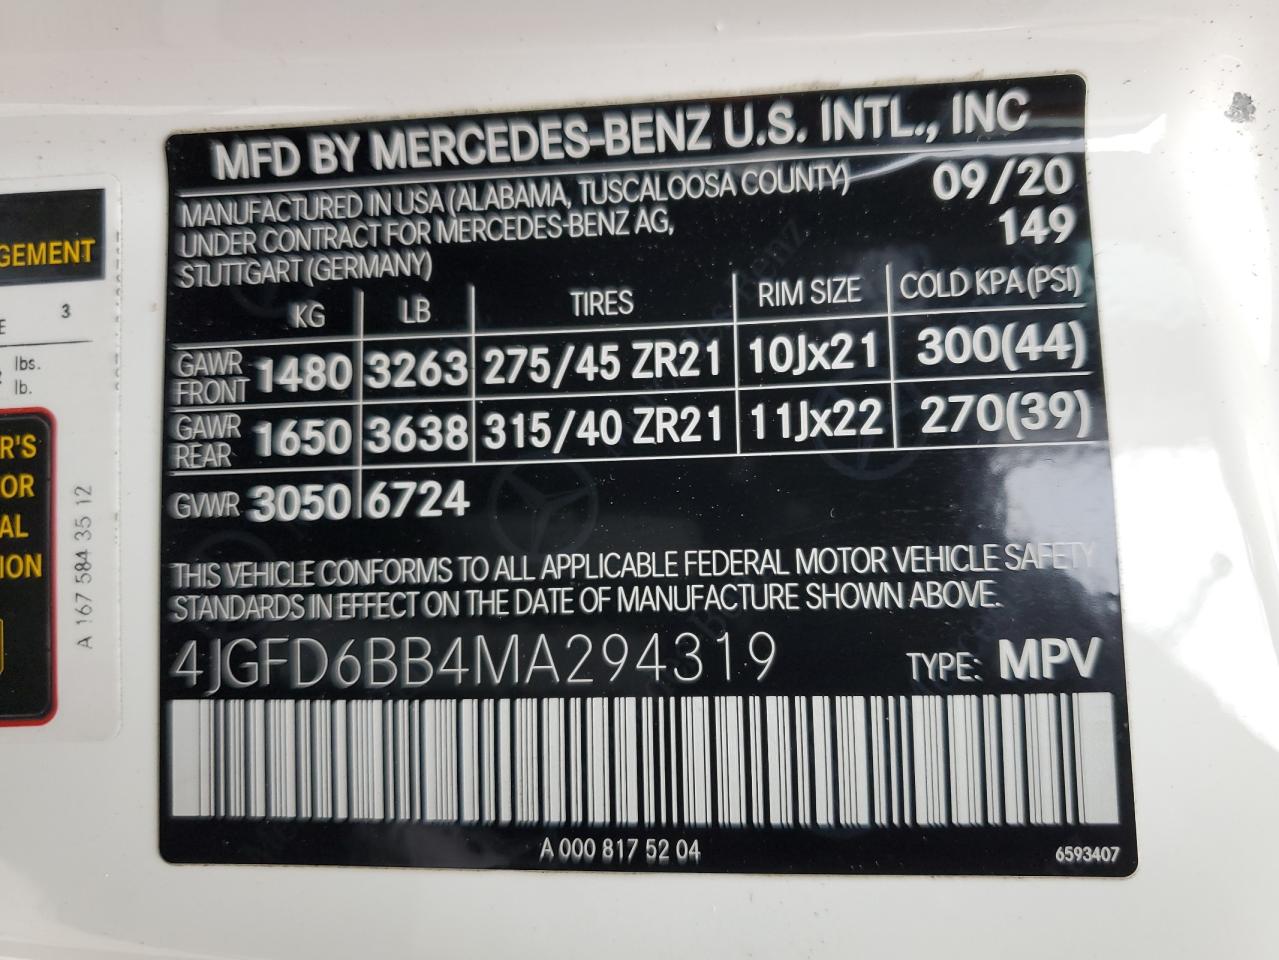 MFD BY MERCEDES-BENZ U.S. INTL., INC
MANUFACTURED IN USA (ALABAMA, TUSCALOOSA COUNTY) 09/20
UNDER CONTRACT FOR MERCEDES-BENZ AG, 149
STUTTGART (GERMANY)
KG LB TIRES RIM SIZE COLD KPA (PSI)
GAWR FRONT 1480 3263 275/45 ZR21 10Jx21 300(44)
GAWR REAR 1650 3638 315/40 ZR21 11Jx22 270(39)
GVWR 3050 6724
THIS VEHICLE CONFORMS TO ALL APPLICABLE FEDERAL MOTOR VEHICLE SAFETY
STANDARDS IN EFFECT ON THE DATE OF MANUFACTURE SHOWN ABOVE.
4JGFD6BB4MA294319 TYPE: MPV
A 000 817 52 04
6593407
GEMENT
E 3
lbs.
lb.
R'S
OR
AL
ION
A 167 584 35 12